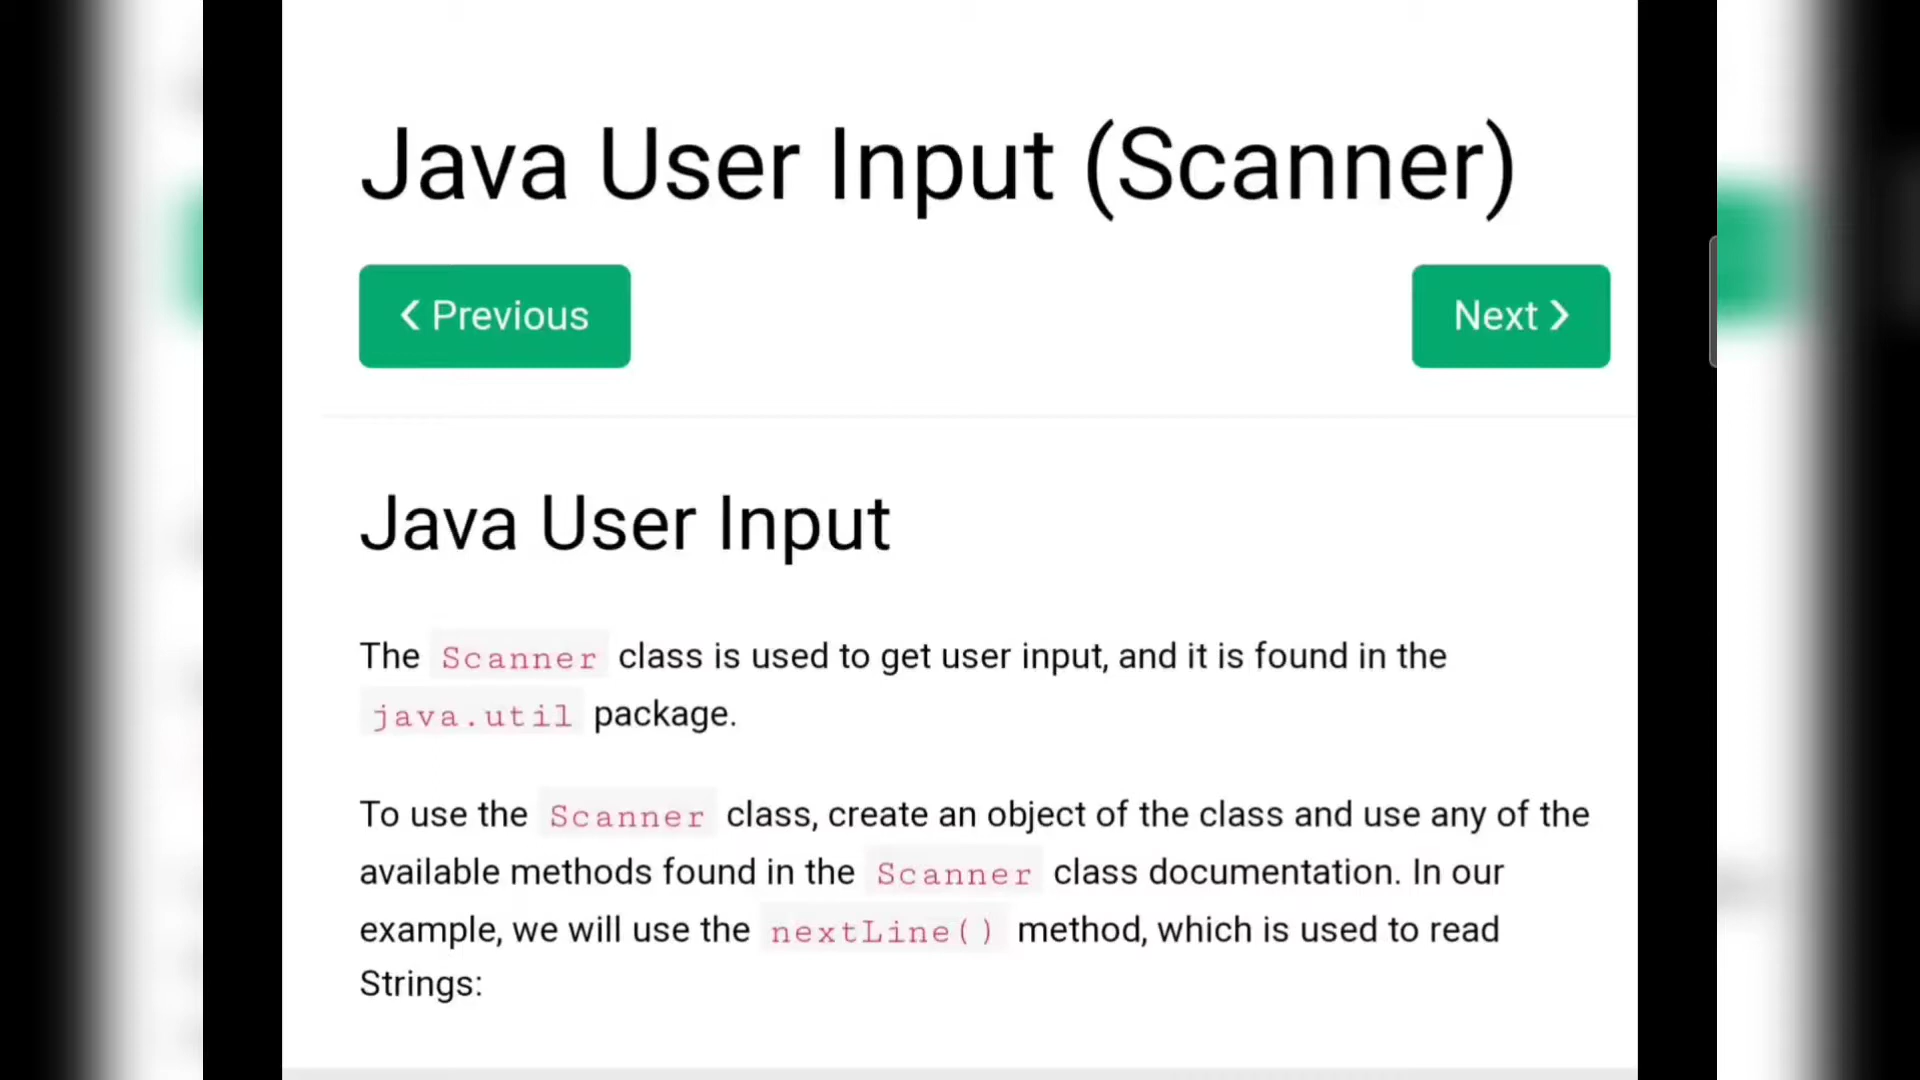 Java User Input (Scanner)
❮ Previous
Next ❯
Java User Input
The Scanner class is used to get user input, and it is found in the
java.util package.
To use the Scanner class, create an object of the class and use any of the
available methods found in the Scanner class documentation. In our
example, we will use the nextLine() method, which is used to read
Strings: